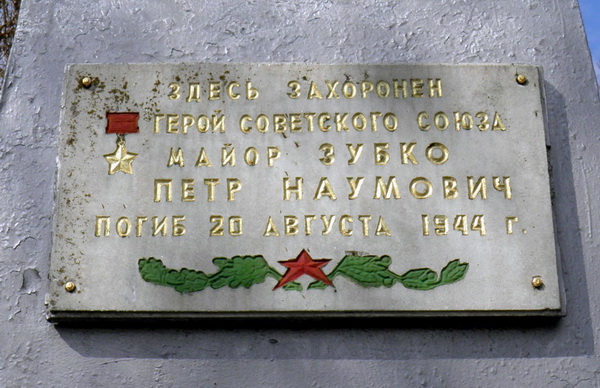 ЗДЕСЬ ЗАХОРОНЕН
ГЕРОЙ СОВЕТСКОГО СОЮЗА
МАЙОР ЗУБКО
ПЕТР НАУМОВИЧ
ПОГИБ 20 АВГУСТА 1944 г.